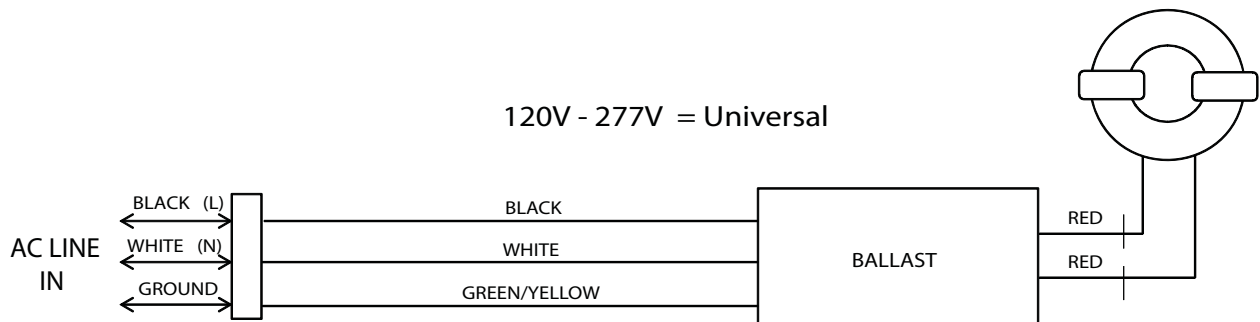 120V - 277V = Universal
BLACK (L)
BLACK
RED
AC LINE
IN
WHITE (N)
WHITE
BALLAST
RED
GROUND
GREEN/YELLOW